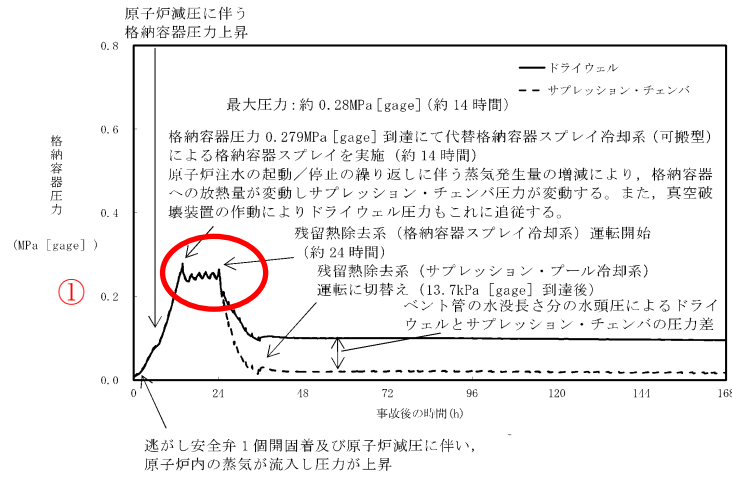 原子炉減圧に伴う
格納容器圧力上昇
0.8
0.6
0.4
0.2
0.0
格納容器圧力
(MPa［gage］)
①
ドライウェル
サプレッション・チェンバ
最大圧力：約 0.28MPa［gage］(約 14 時間)
格納容器圧力 0.279MPa［gage］到達にて代替格納容器スプレイ冷却系 (可搬型)
による格納容器スプレイを実施 (約 14 時間)
原子炉注水の起動／停止の繰り返しに伴う蒸気発生量の増減により，格納容器
への放熱量が変動しサプレッション・チェンバ圧力が変動する。また，真空破
壊装置の作動によりドライウェル圧力もこれに追従する。
残留熱除去系 (格納容器スプレイ冷却系) 運転開始
(約 24 時間)
残留熱除去系 (サプレッション・プール冷却系)
運転に切替え (13.7kPa［gage］到達後)
ベント管の水没長さ分の水頭圧によるドライ
ウェルとサプレッション・チェンバの圧力差
0 24 48 72 96 120 144 168
事故後の時間(h)
逃がし安全弁１個開固着及び原子炉減圧に伴い，
原子炉内の蒸気が流入し圧力が上昇